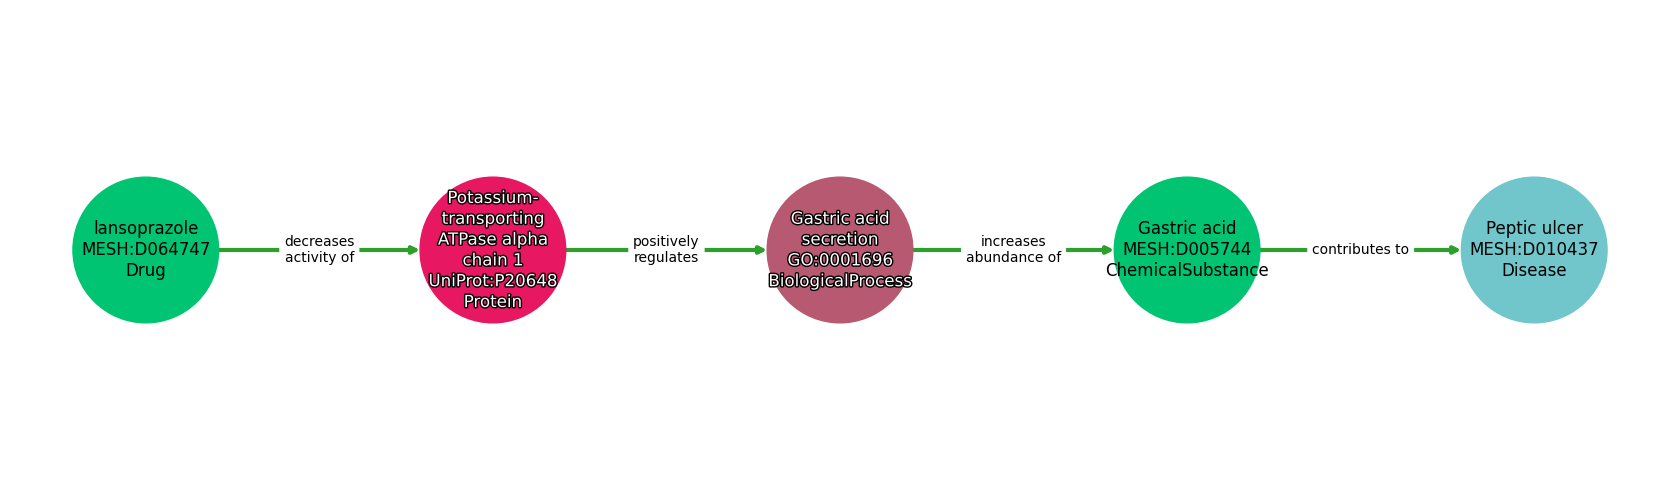 lansoprazole
MESH:D064747
Drug
decreases
activity of
Potassium-
transporting
ATPase alpha
chain 1
UniProt:P20648
Protein
positively
regulates
Gastric acid
secretion
GO:0001696
BiologicalProcess
increases
abundance of
Gastric acid
MESH:D005744
ChemicalSubstance
contributes to
Peptic ulcer
MESH:D010437
Disease